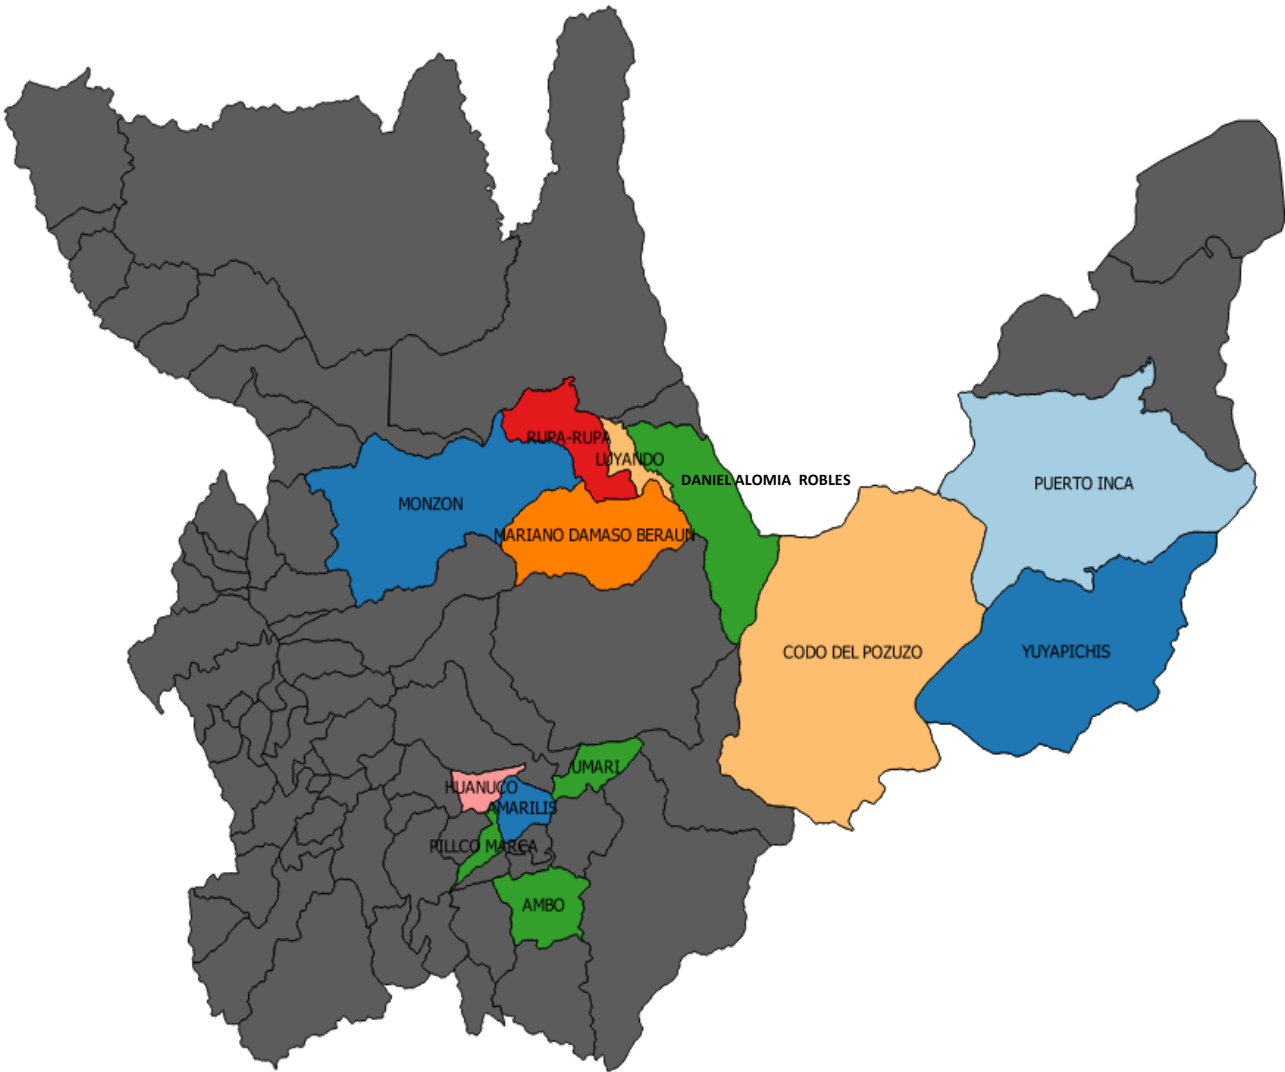 RUPA-RUPA
LUYANDO
DANIEL ALOMIA ROBLES
PUERTO INCA
MONZON
MARIANO DAMASO BERAUN
CODO DEL POZUZO
YUYAPICHIS
UMARI
HUANUCO
AMARILIS
PILLCO MARCA
AMBO